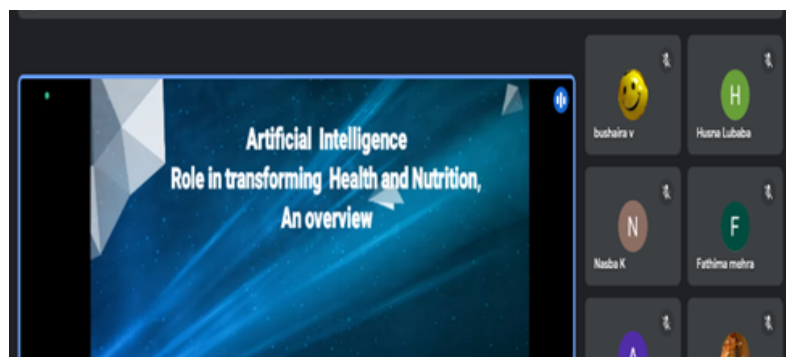 Artificial Intelligence
Role in transforming Health and Nutrition,
An overview
bushaira v
H
Husna Lubaba
N
Nasba K
F
Fathima mehra
A